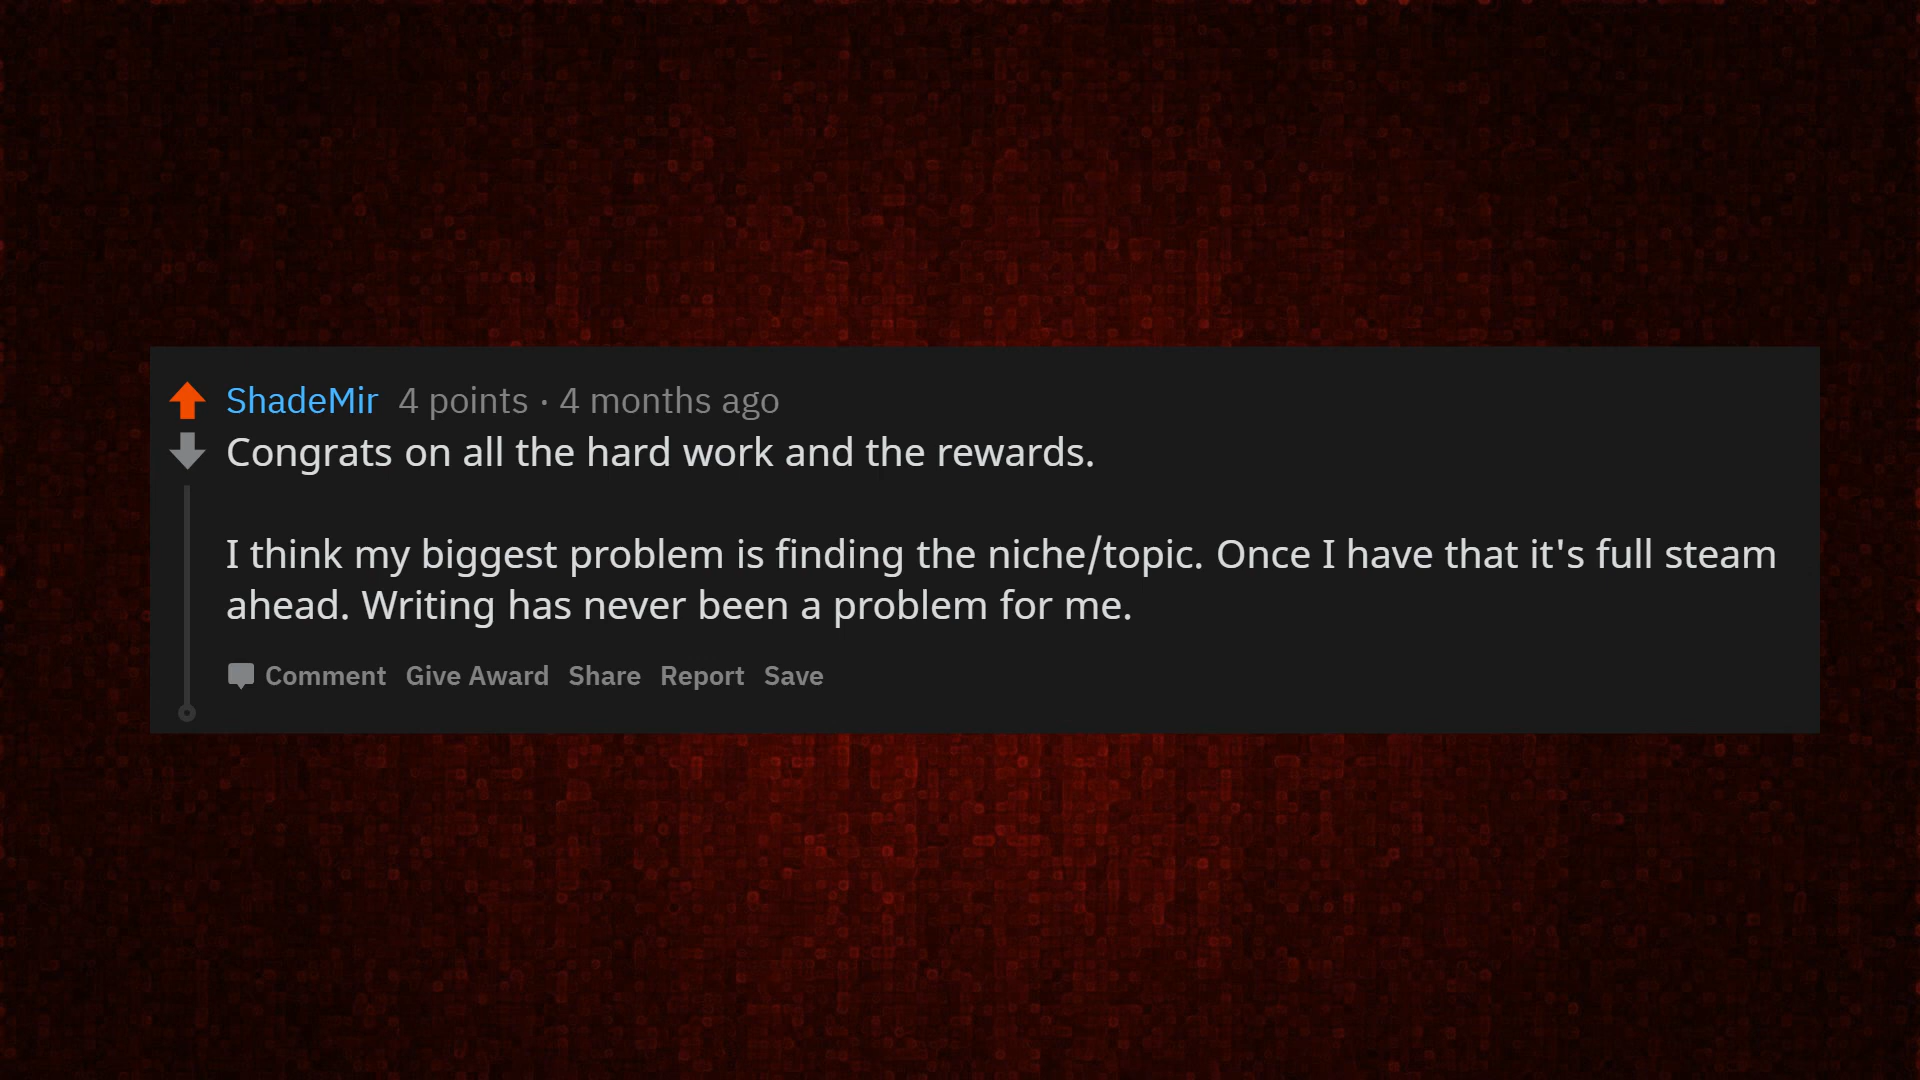 ShadeMir 4 points · 4 months ago
Congrats on all the hard work and the rewards.
I think my biggest problem is finding the niche/topic. Once I have that it's full steam
ahead. Writing has never been a problem for me.
Comment Give Award Share Report Save